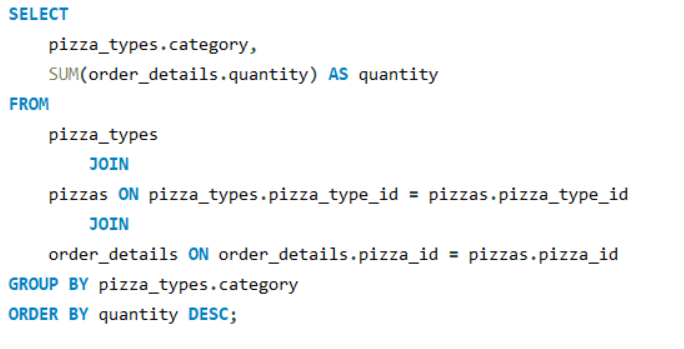 SELECT
    pizza_types.category,
    SUM(order_details.quantity) AS quantity
FROM
    pizza_types
        JOIN
    pizzas ON pizza_types.pizza_type_id = pizzas.pizza_type_id
        JOIN
    order_details ON order_details.pizza_id = pizzas.pizza_id
GROUP BY pizza_types.category
ORDER BY quantity DESC;